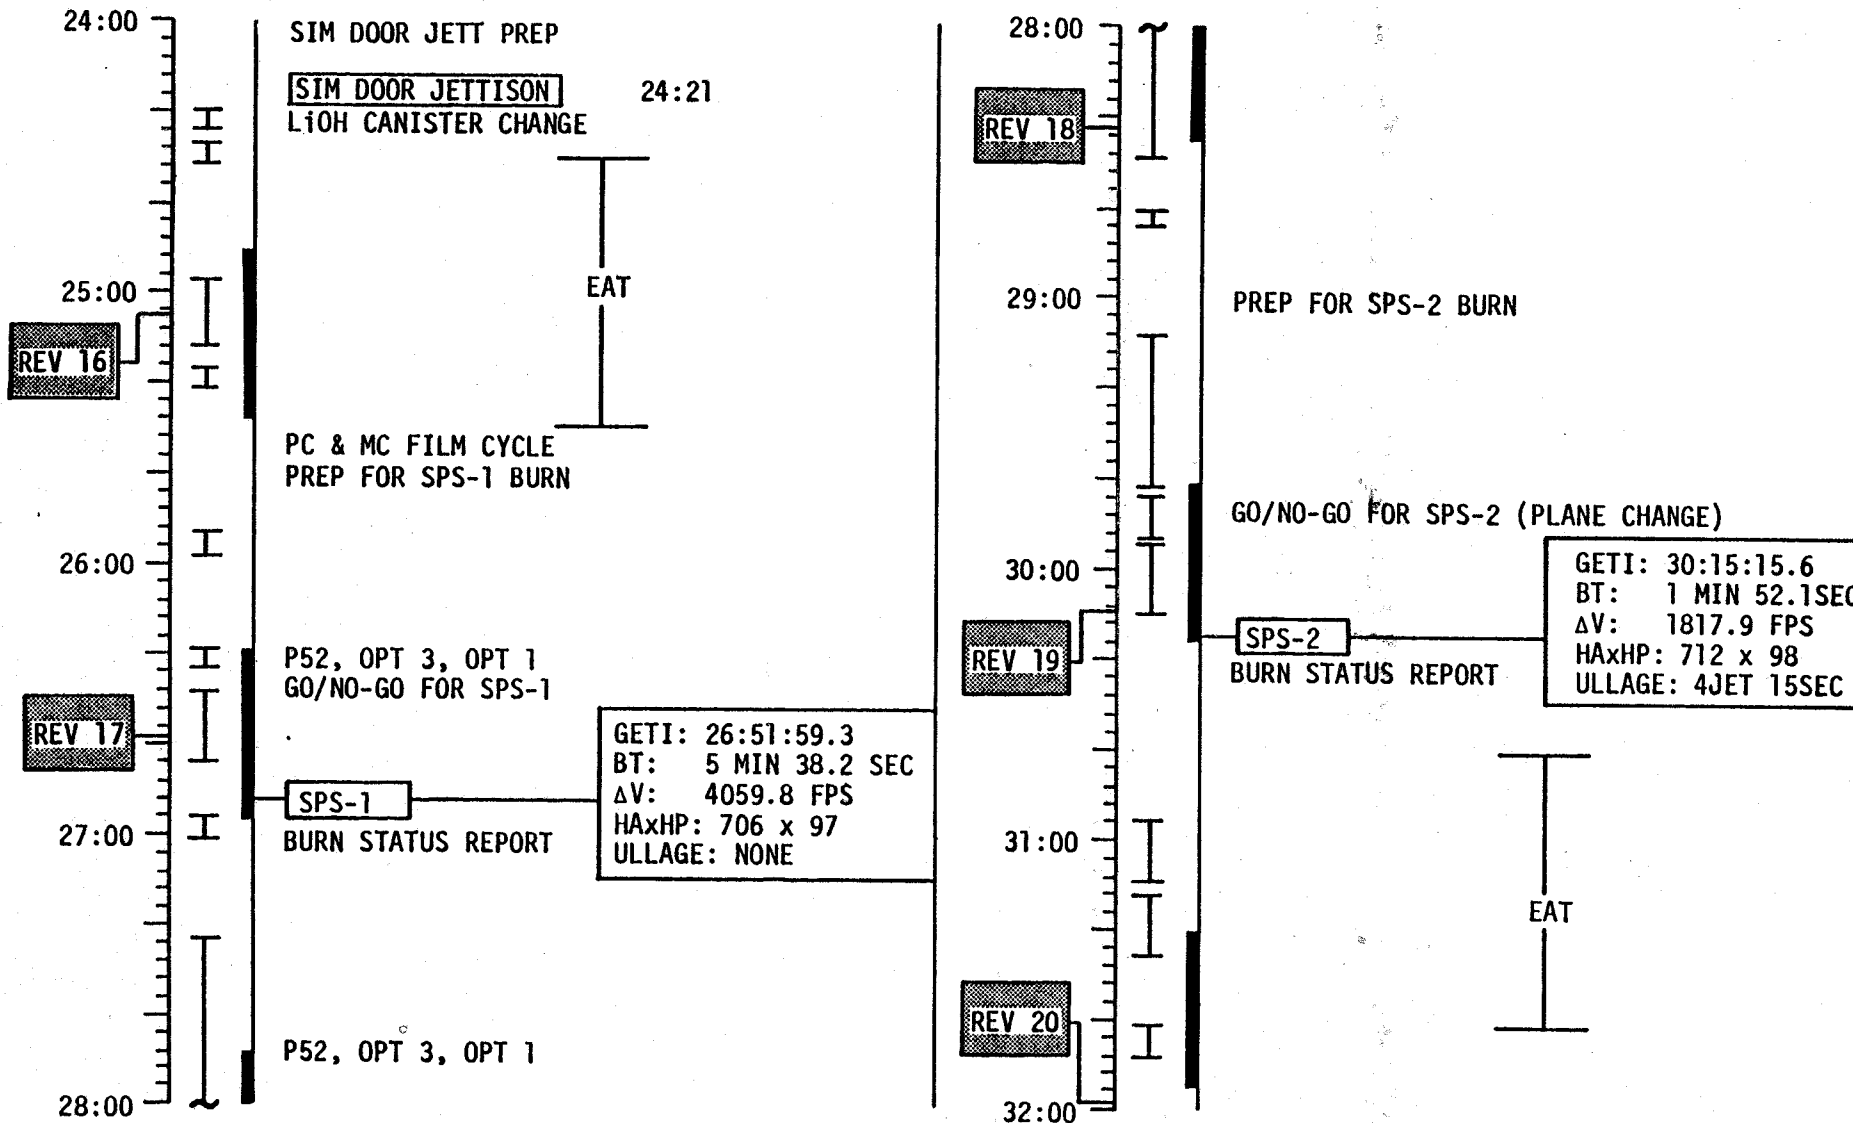 24:00
SIM DOOR JETT PREP
SIM DOOR JETTISON 24:21
LiOH CANISTER CHANGE
EAT
25:00
REV 16
PC & MC FILM CYCLE
PREP FOR SPS-1 BURN
26:00
P52, OPT 3, OPT 1
GO/NO-GO FOR SPS-1
REV 17
GETI: 26:51:59.3
BT: 5 MIN 38.2 SEC
ΔV: 4059.8 FPS
HAxHP: 706 x 97
ULLAGE: NONE
SPS-1
27:00
BURN STATUS REPORT
P52, OPT 3, OPT 1
28:00
28:00
REV 18
29:00
PREP FOR SPS-2 BURN
GO/NO-GO FOR SPS-2 (PLANE CHANGE)
30:00
GETI: 30:15:15.6
BT: 1 MIN 52.1SEC
ΔV: 1817.9 FPS
HAxHP: 712 x 98
ULLAGE: 4JET 15SEC
SPS-2
REV 19
BURN STATUS REPORT
31:00
EAT
REV 20
32:00